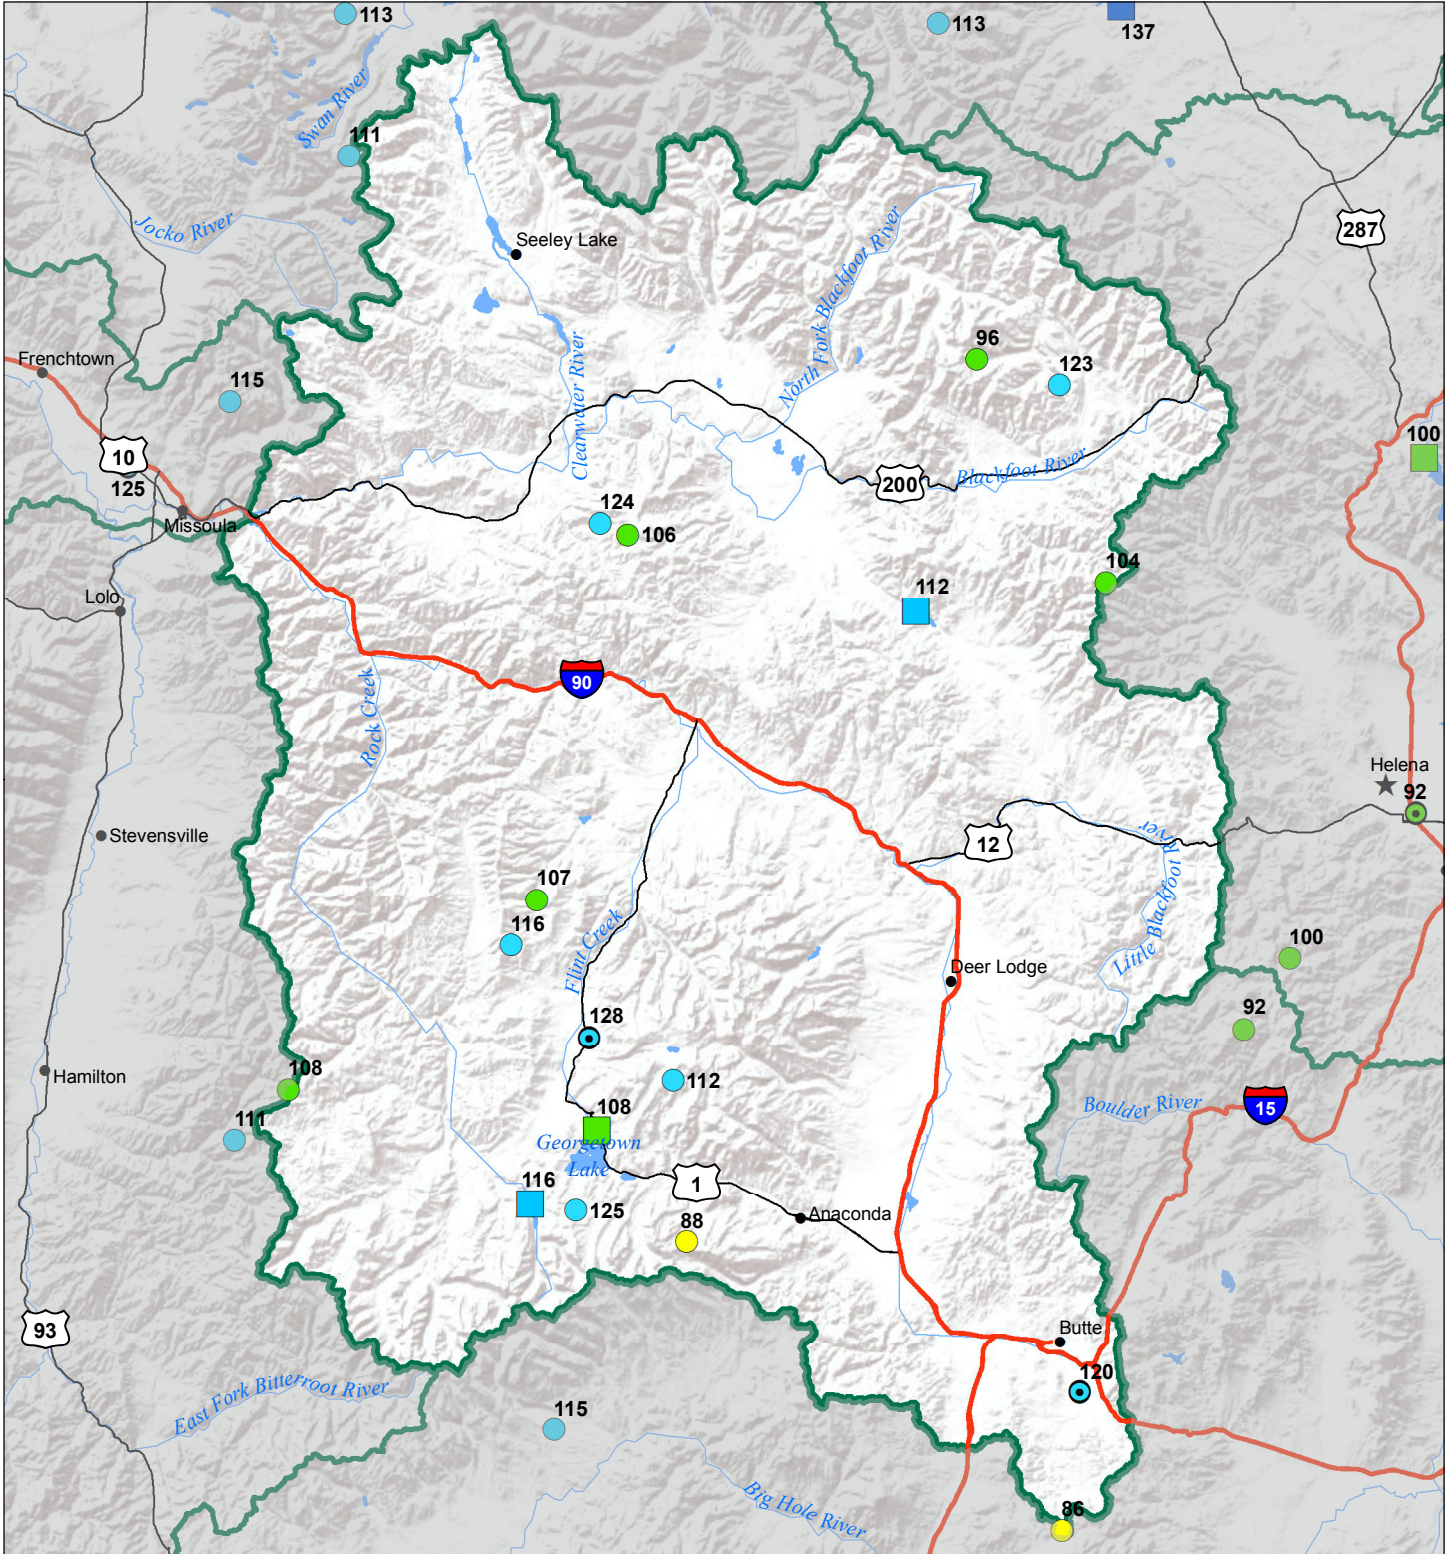 113
113
137
Swan River
111
Jocko River
287
Seeley Lake
North Fork Blackfoot River
Clearwater River
96
123
Frenchtown
115
10
125
Missoula
100
200
Blackfoot River
124
106
104
112
Lolo
90
Rock Creek
Helena
92
Stevensville
12
Little Blackfoot River
107
116
Flint Creek
100
Deer Lodge
92
128
Hamilton
108
112
111
108
Georgetown
Lake
Boulder River
15
116
125
1
88
Anaconda
93
Butte
120
East Fork Bitterroot River
115
Big Hole River
86